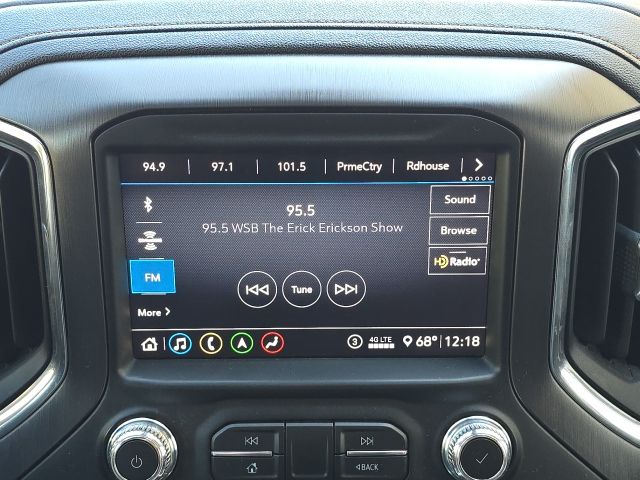 94.9 97.1 101.5 PrmeCtry Rdhouse
95.5
95.5 WSB The Erick Erickson Show
Sound
Browse
HD Radio
FM
Tune
More
3 4G LTE 68° 12:18
BACK